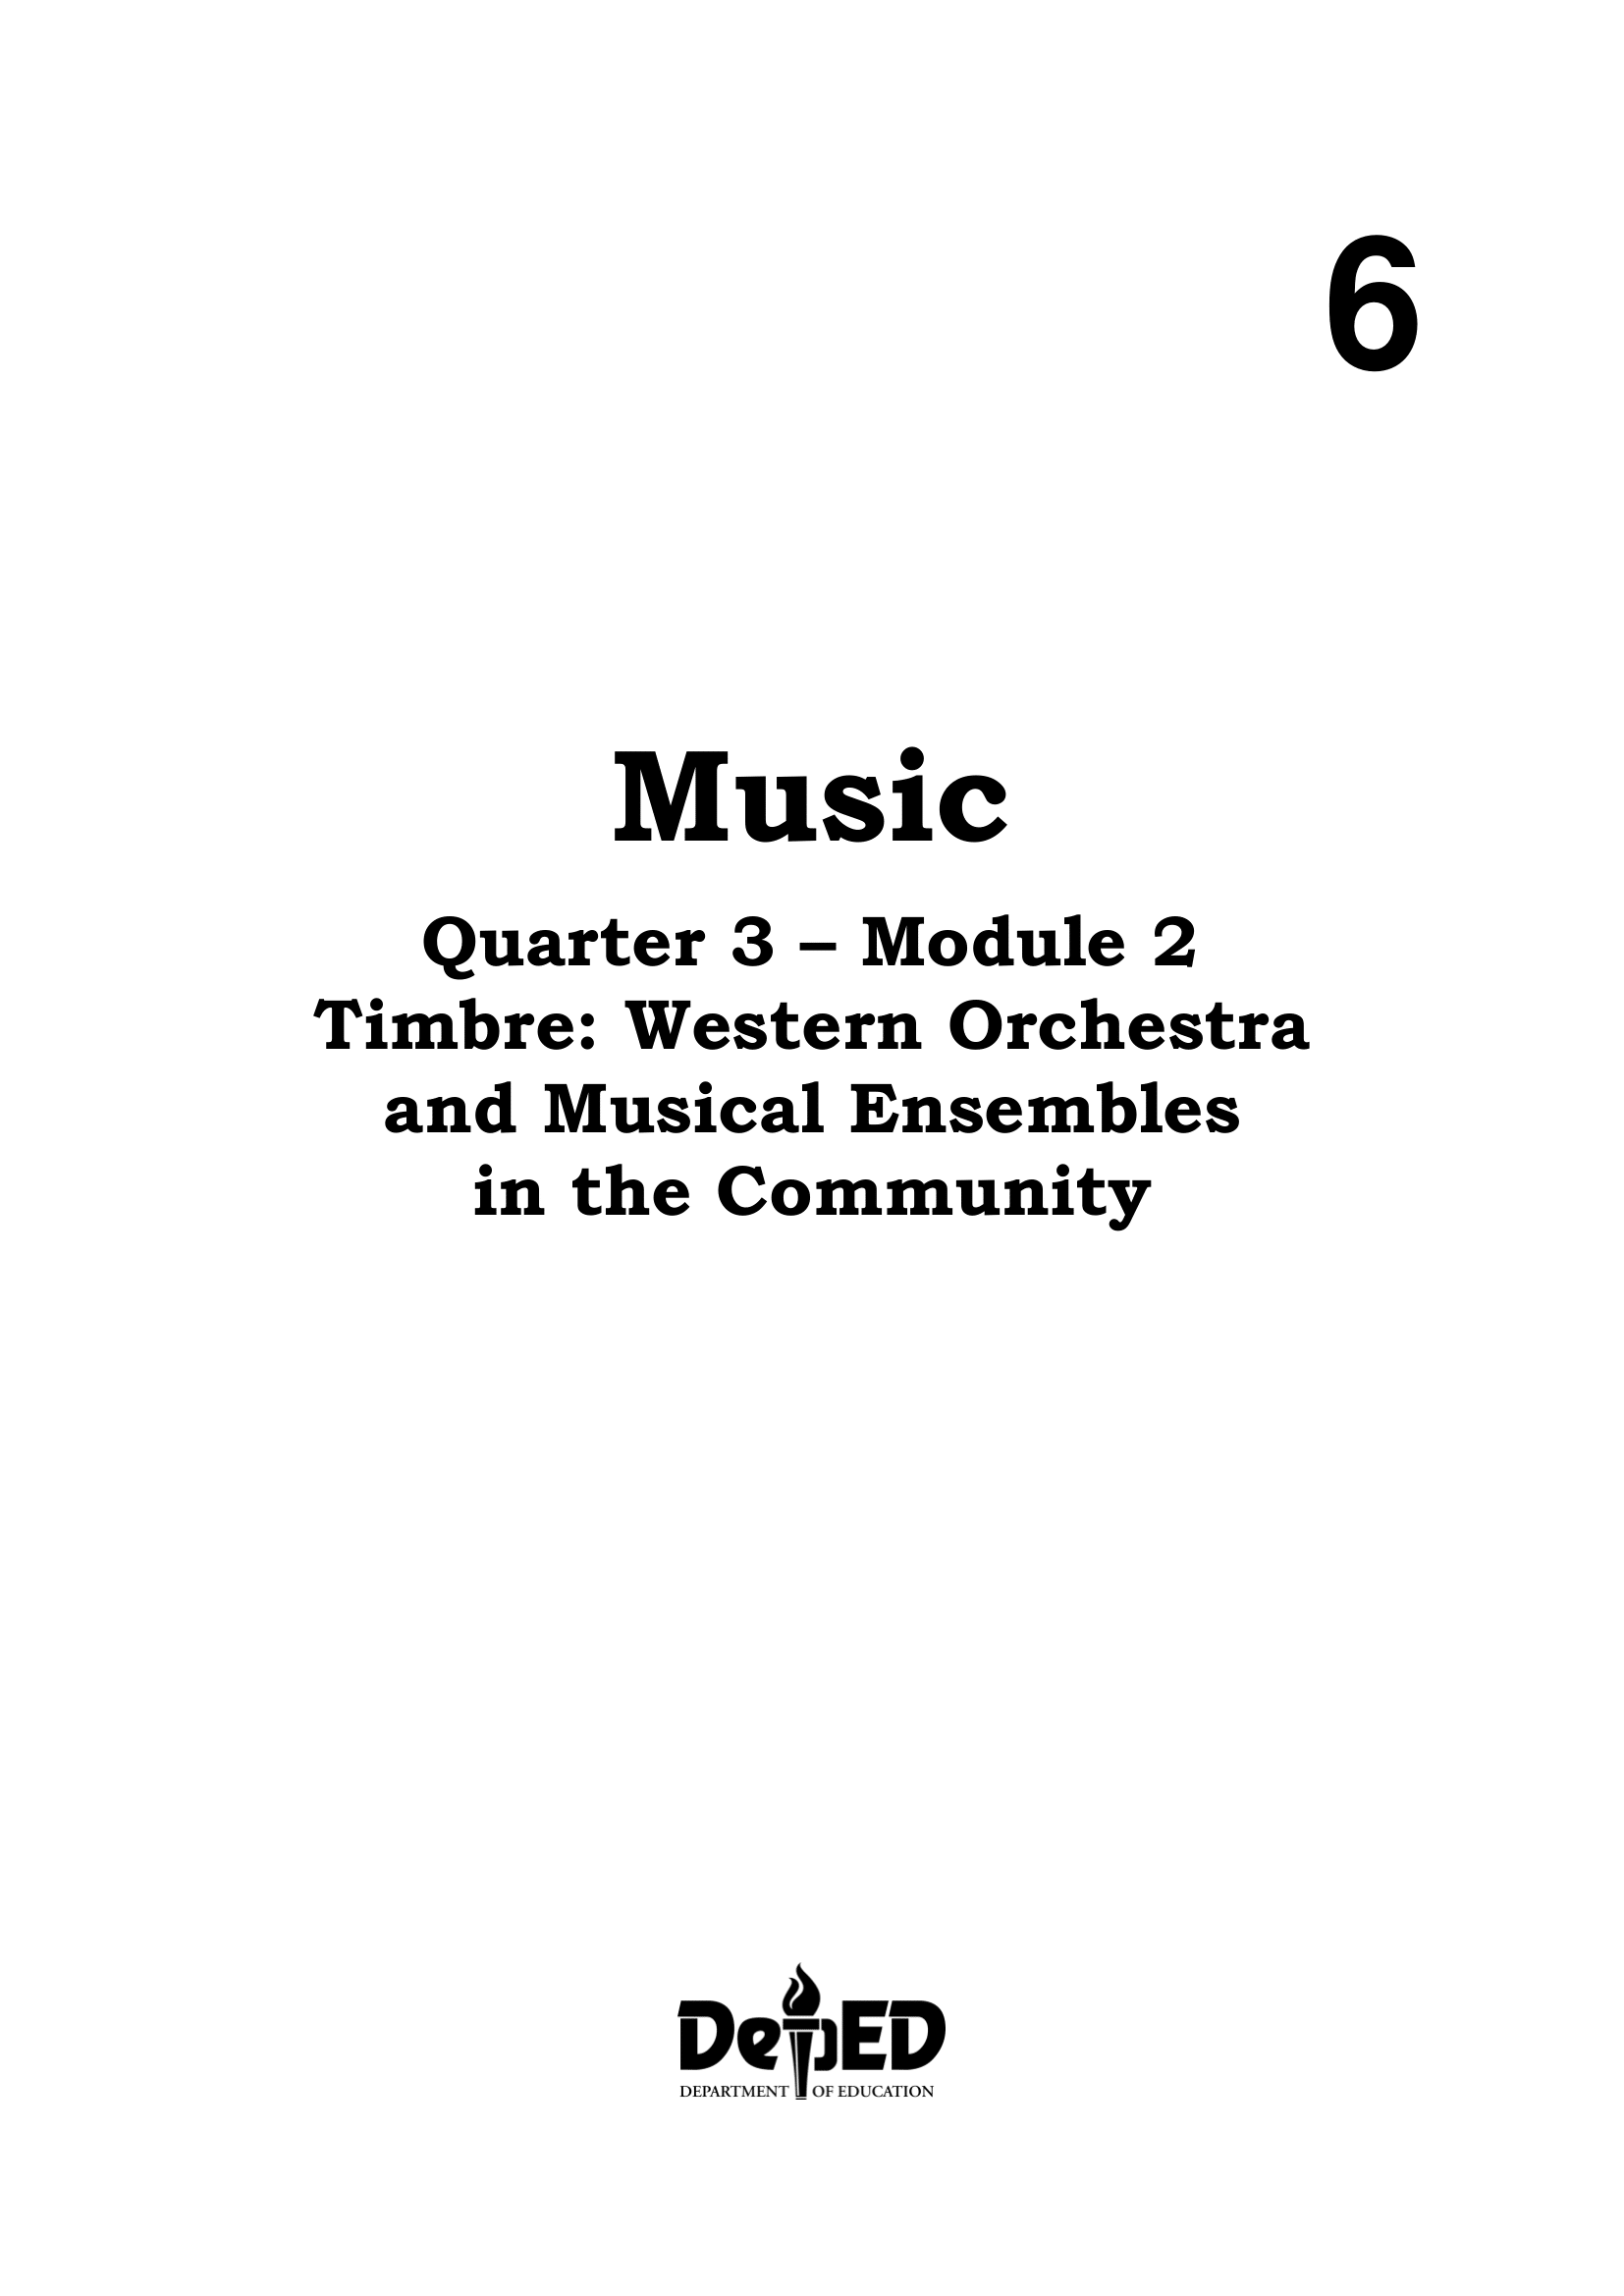 6
Music
Quarter 3 – Module 2
Timbre: Western Orchestra
and Musical Ensembles
in the Community
DepED
DEPARTMENT OF EDUCATION